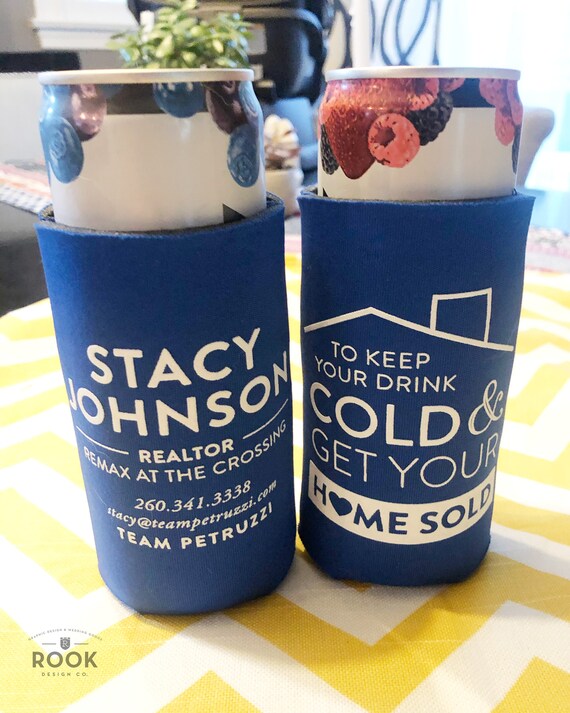 STACY
JOHNSON
REALTOR
REMAX AT THE CROSSING
260.341.3338
stacy@teampetruzzi.com
TEAM PETRUZZI
TO KEEP
YOUR DRINK
COLD &
GET YOUR
HOME SOLD
ROOK
DESIGN CO.